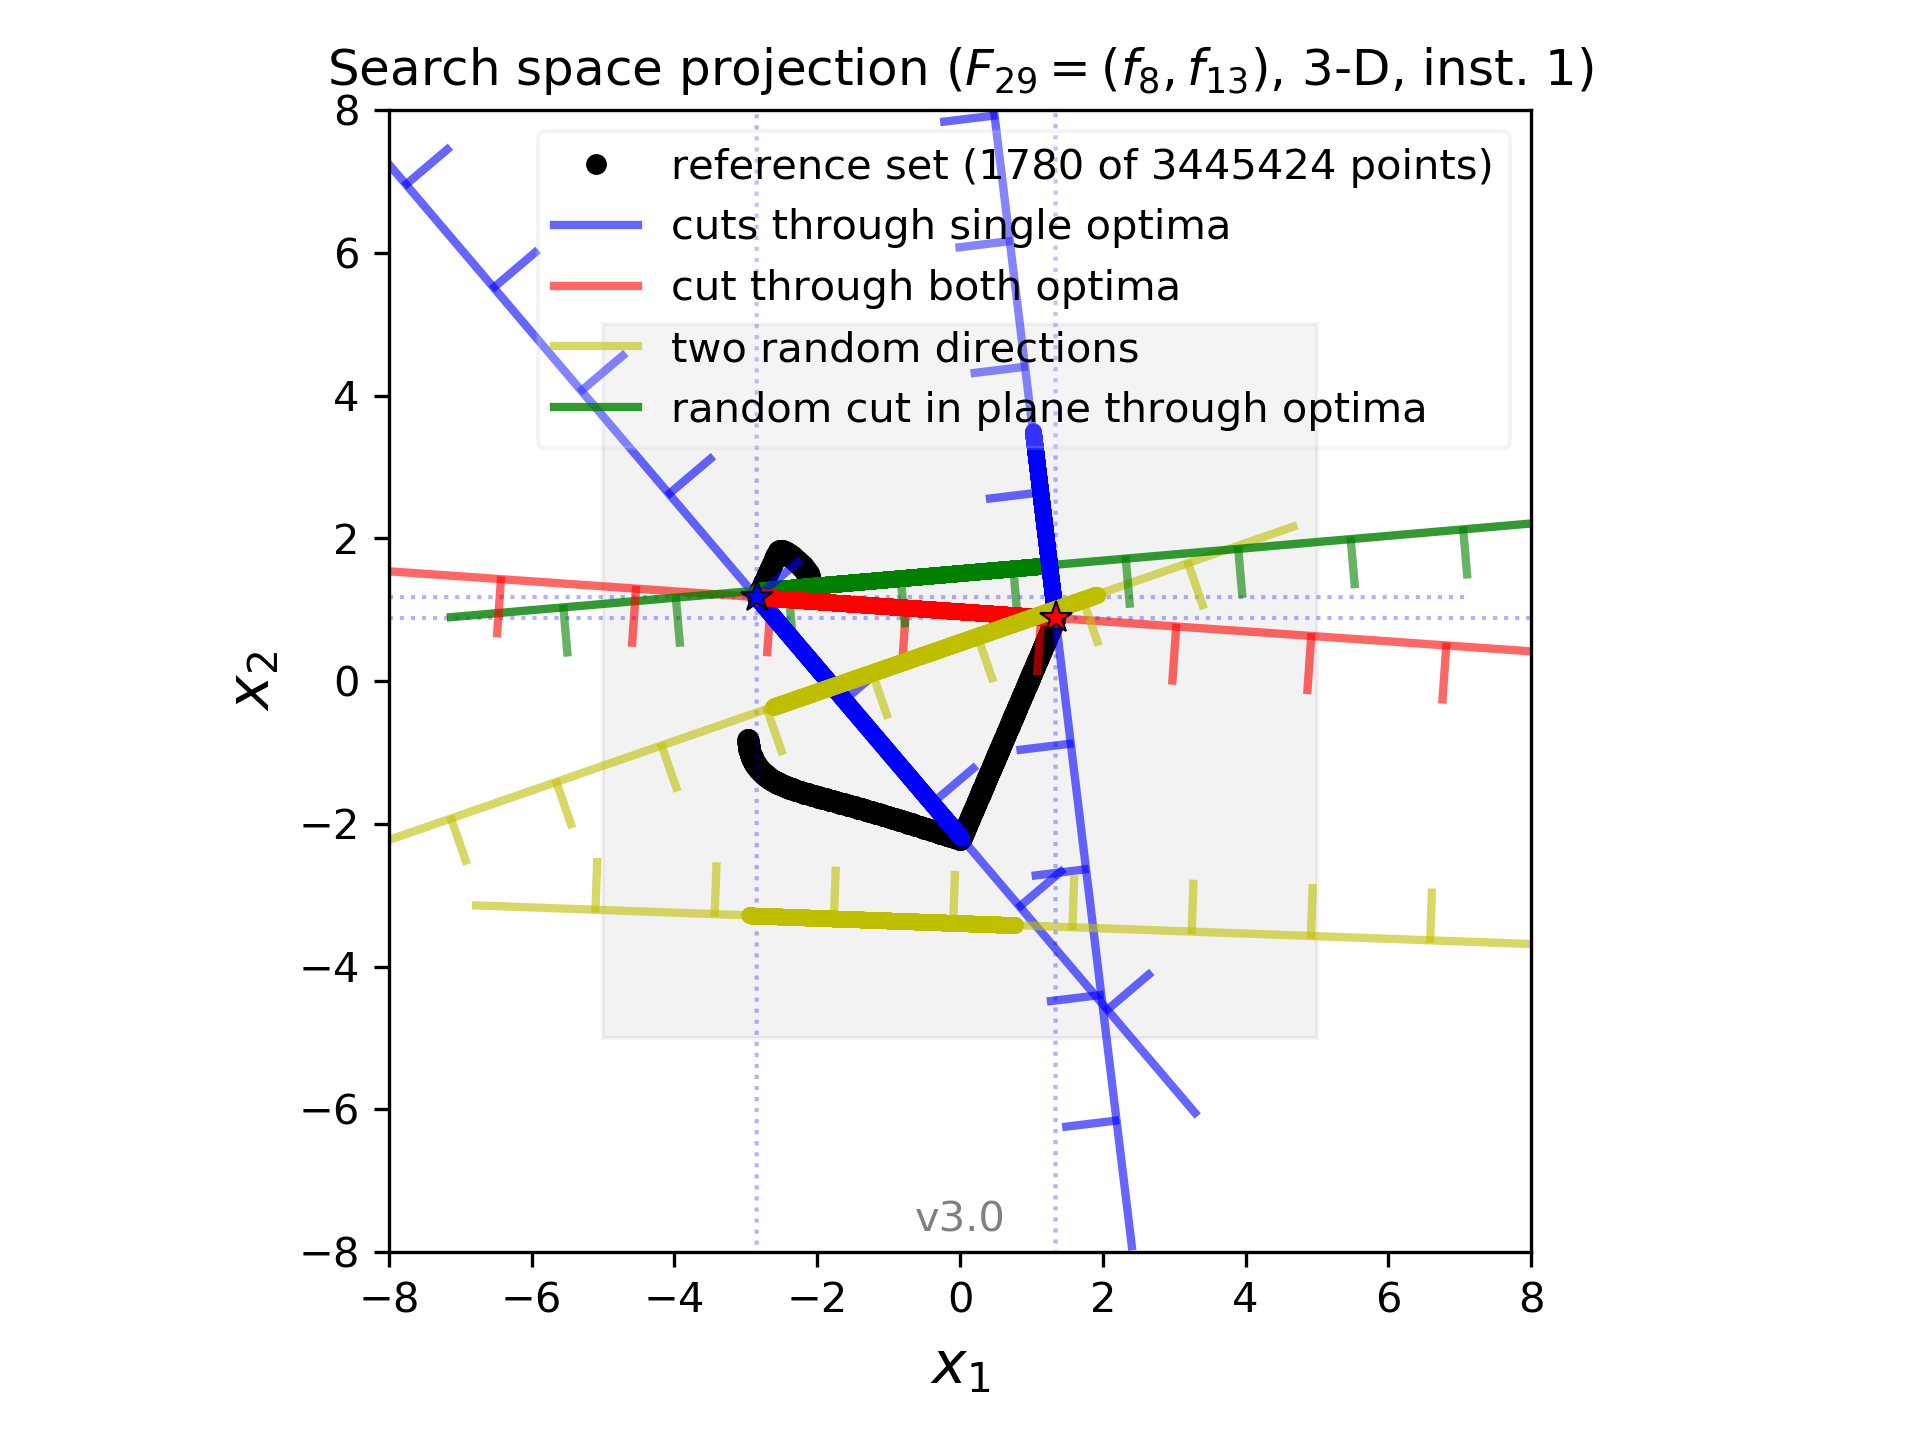 Search space projection (F₂₉ = (f₈, f₁₃), 3-D, inst. 1)
reference set (1780 of 3445424 points)
cuts through single optima
cut through both optima
two random directions
random cut in plane through optima
8
6
4
2
0
−2
−4
−6
−8
x₂
v3.0
−8 −6 −4 −2 0 2 4 6 8
x₁